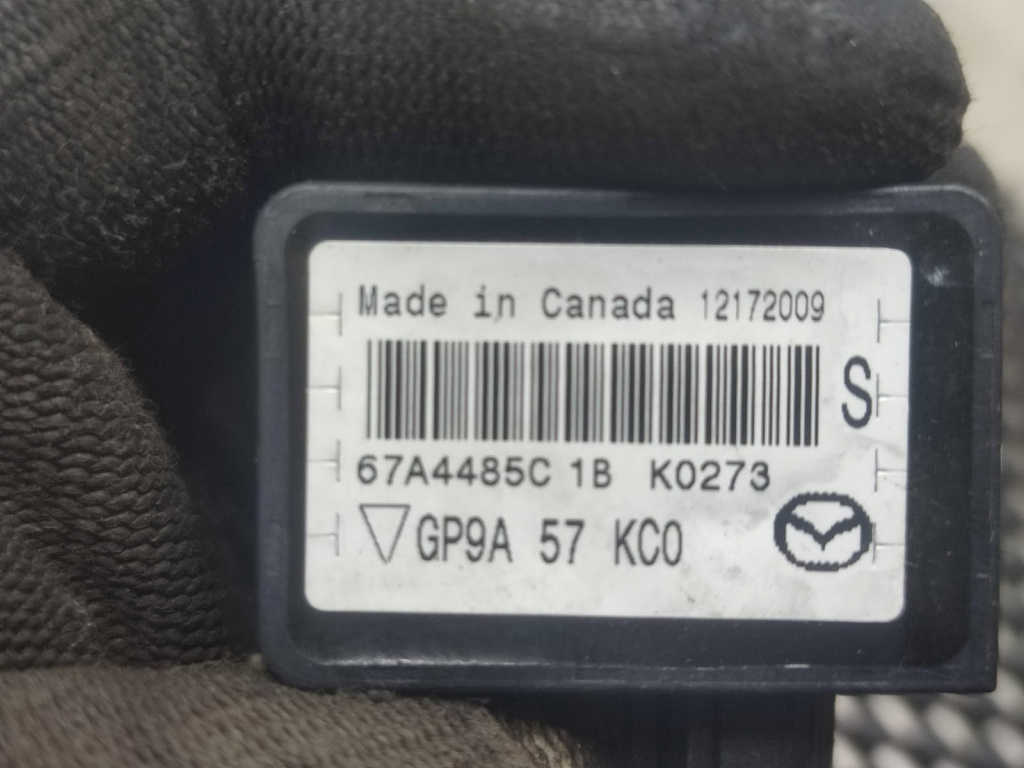 Made in Canada 12172009
S
67A4485C 1B K0273
GP9A 57 KC0